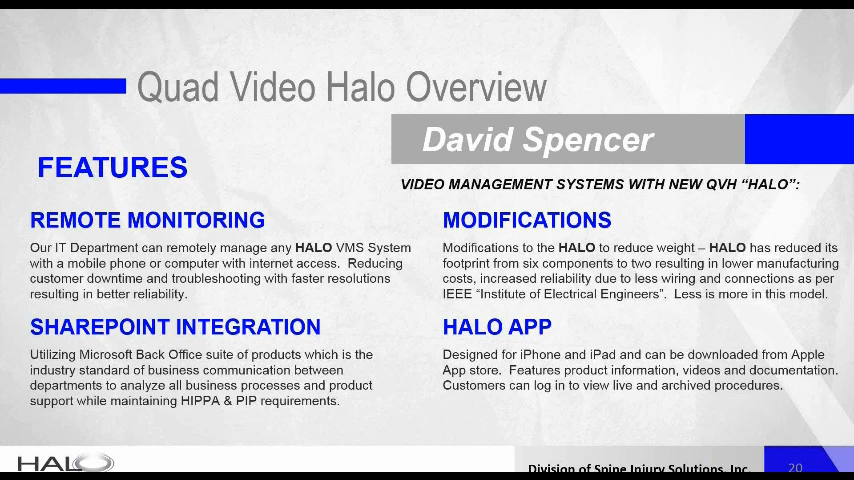 Quad Video Halo Overview
David Spencer
FEATURES
VIDEO MANAGEMENT SYSTEMS WITH NEW QVH “HALO”:
REMOTE MONITORING
Our IT Department can remotely manage any HALO VMS System
with a mobile phone or computer with internet access.  Reducing
customer downtime and troubleshooting with faster resolutions
resulting in better reliability.
SHAREPOINT INTEGRATION
Utilizing Microsoft Back Office suite of products which is the
industry standard of business communication between
departments to analyze all business processes and product
support while maintaining HIPPA & PIP requirements.
MODIFICATIONS
Modifications to the HALO to reduce weight – HALO has reduced its
footprint from six components to two resulting in lower manufacturing
costs, increased reliability due to less wiring and connections as per
IEEE “Institute of Electrical Engineers”.  Less is more in this model.
HALO APP
Designed for iPhone and iPad and can be downloaded from Apple
App store.  Features product information, videos and documentation.
Customers can log in to view live and archived procedures.
HALO
Division of Spine Injury Solutions, Inc.
20